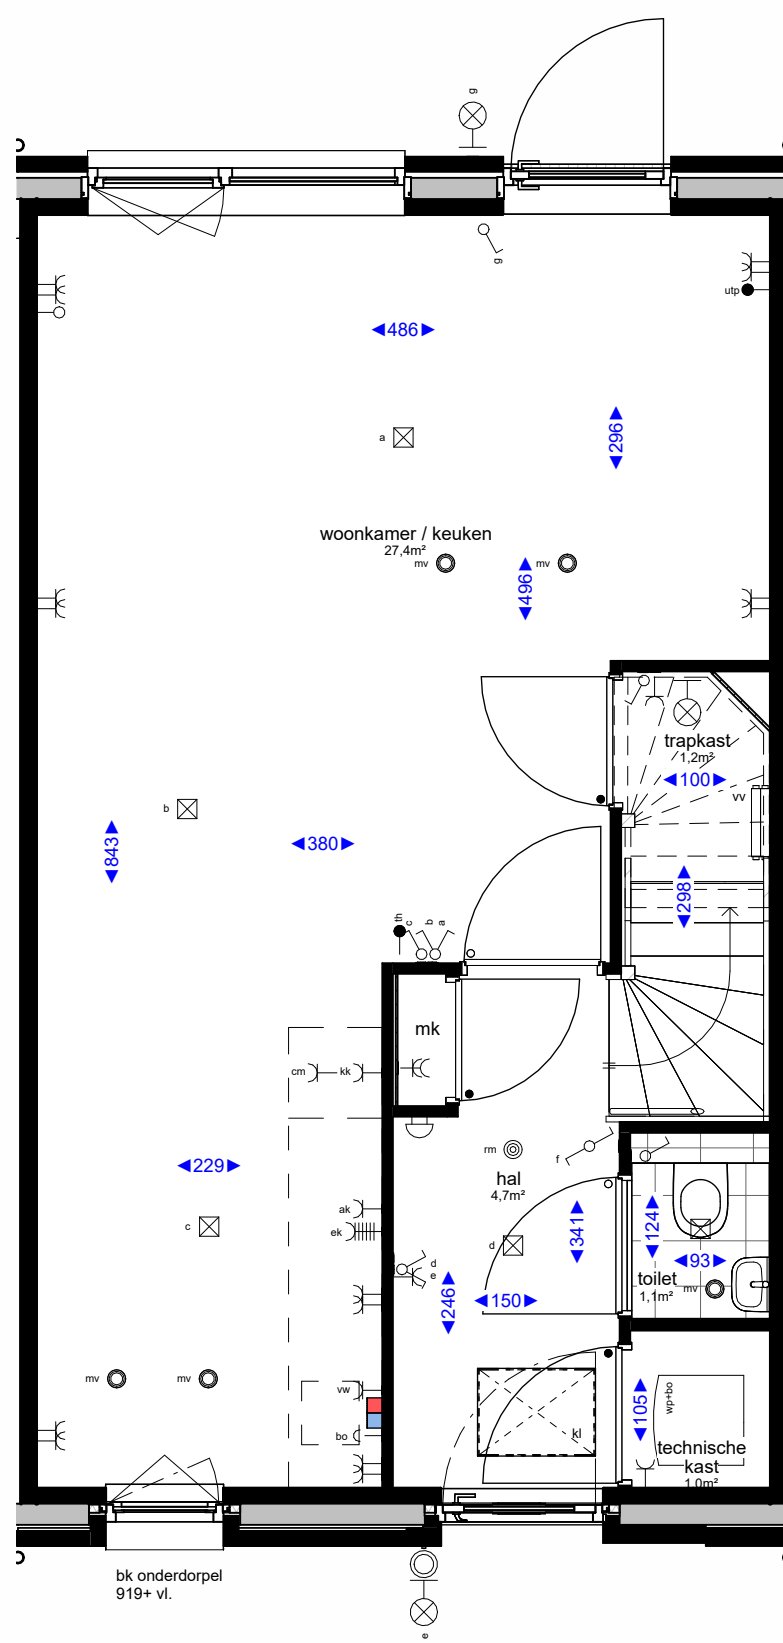 g
g
utp
486
a
296
woonkamer / keuken
27,4m²
mv
mv
496
trapkast
1,2m²
100
vv
b
843
380
298
th
c
b
a
mk
cm
kk
229
rm
f
hal
4,7m²
ak
c
ek
d
341
124
93
toilet
1,1m²
mv
d
e
246
150
mv
mv
vw
105
wp+bo
bo
kl
technische
kast
1,0m²
bk onderdorpel
919+ vl.
e